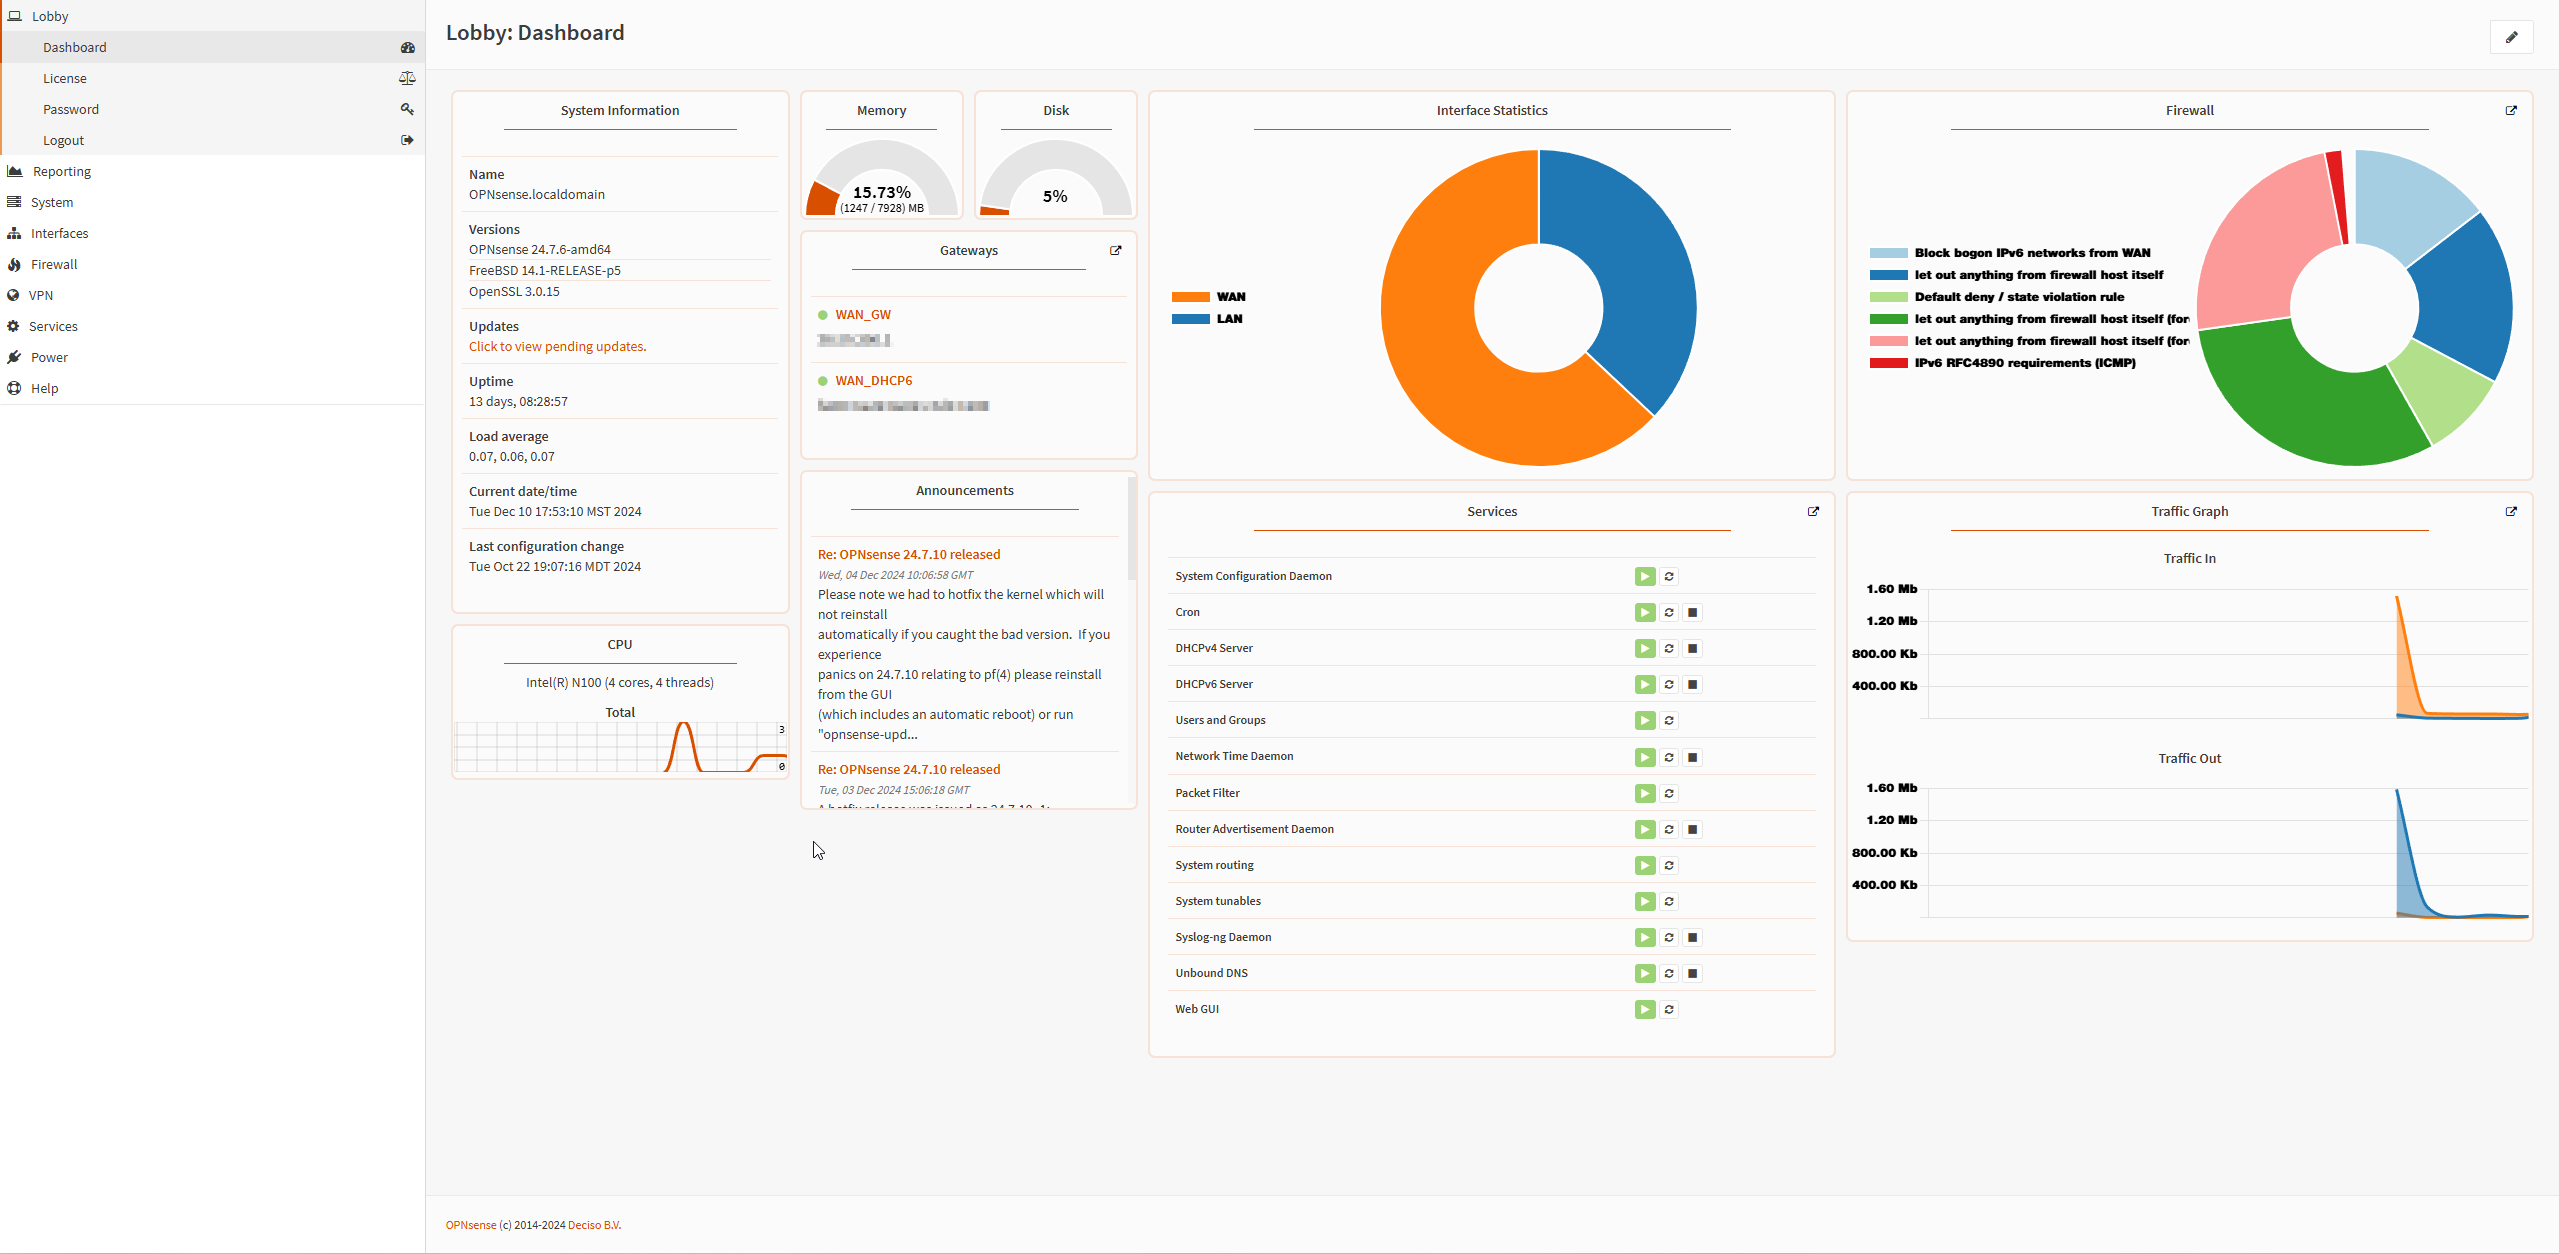 Lobby
Dashboard
License
Password
Logout
Reporting
System
Interfaces
Firewall
VPN
Services
Power
Help
Lobby: Dashboard
System Information
Name
OPNsense.localdomain
Versions
OPNsense 24.7.6-amd64
FreeBSD 14.1-RELEASE-p5
OpenSSL 3.0.15
Updates
Click to view pending updates.
Uptime
13 days, 08:28:57
Load average
0.07, 0.06, 0.07
Current date/time
Tue Dec 10 17:53:10 MST 2024
Last configuration change
Tue Oct 22 19:07:16 MDT 2024
CPU
Intel(R) N100 (4 cores, 4 threads)
Total
3
0
Memory
15.73%
(1247 / 7928) MB
Disk
5%
Gateways
WAN_GW
WAN_DHCP6
Announcements
Re: OPNsense 24.7.10 released
Wed, 04 Dec 2024 10:06:58 GMT
Please note we had to hotfix the kernel which will
not reinstall
automatically if you caught the bad version. If you
experience
panics on 24.7.10 relating to pf(4) please reinstall
from the GUI
(which includes an automatic reboot) or run
"opnsense-upd...
Re: OPNsense 24.7.10 released
Tue, 03 Dec 2024 15:06:18 GMT
Interface Statistics
WAN
LAN
Services
System Configuration Daemon
Cron
DHCPv4 Server
DHCPv6 Server
Users and Groups
Network Time Daemon
Packet Filter
Router Advertisement Daemon
System routing
System tunables
Syslog-ng Daemon
Unbound DNS
Web GUI
Firewall
Block bogon IPv6 networks from WAN
let out anything from firewall host itself
Default deny / state violation rule
let out anything from firewall host itself (for
let out anything from firewall host itself (for
IPv6 RFC4890 requirements (ICMP)
Traffic Graph
Traffic In
1.60 Mb
1.20 Mb
800.00 Kb
400.00 Kb
Traffic Out
1.60 Mb
1.20 Mb
800.00 Kb
400.00 Kb
OPNsense (c) 2014-2024 Deciso B.V.